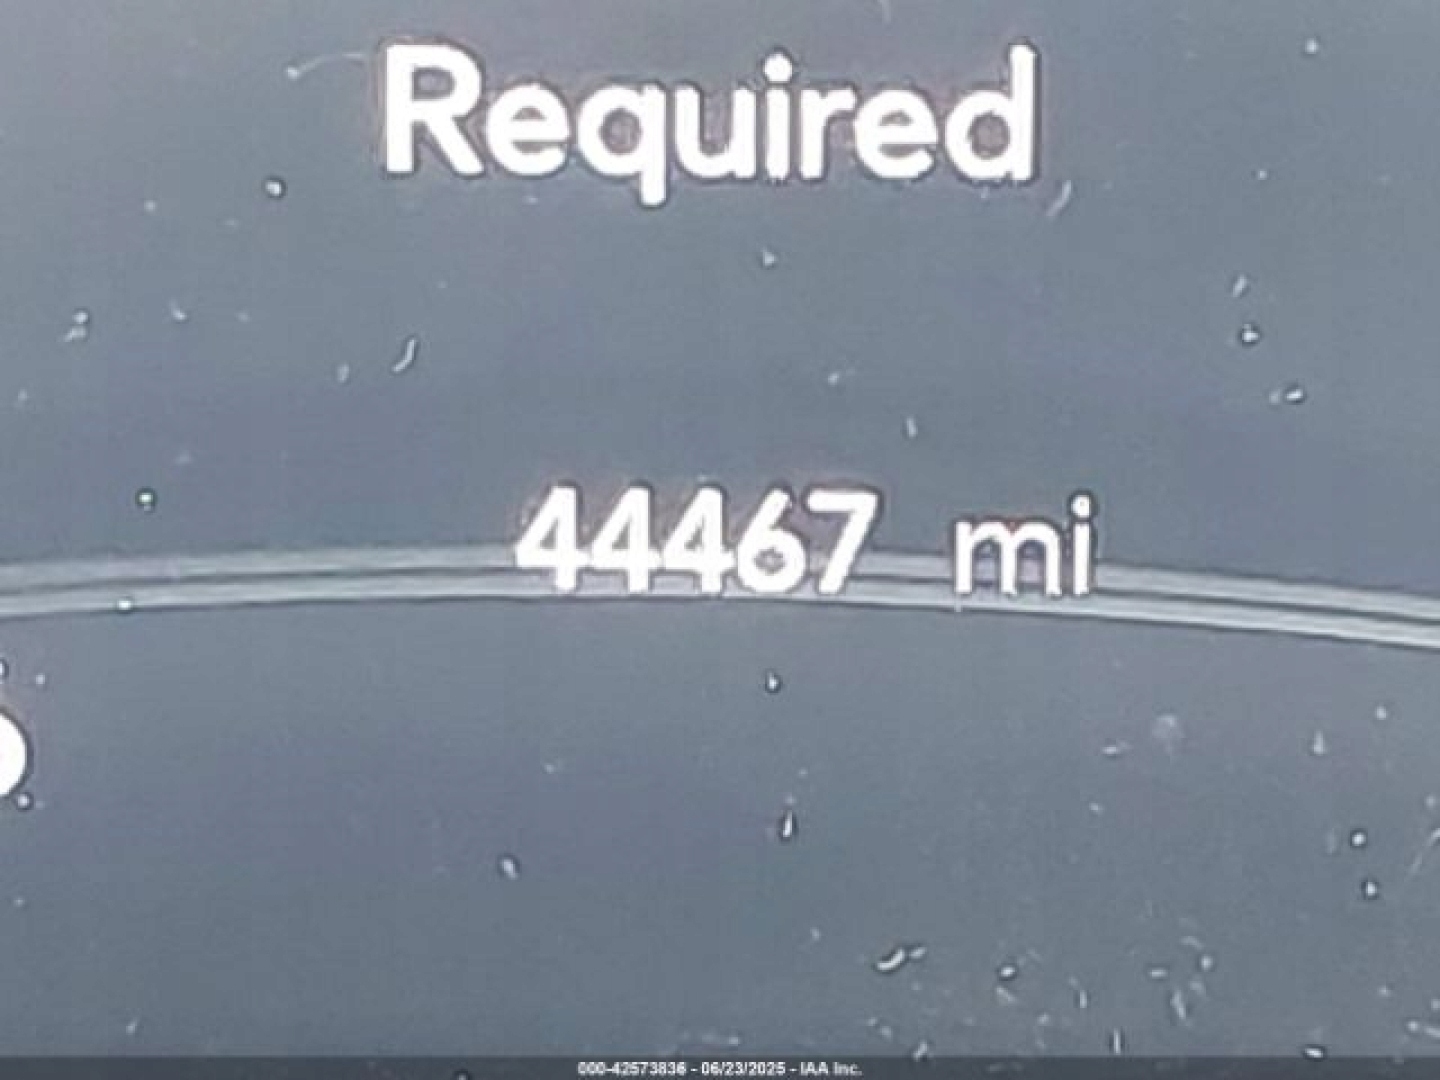 Required
44467 mi
000-42573836 - 06/23/2025 - IAA Inc.